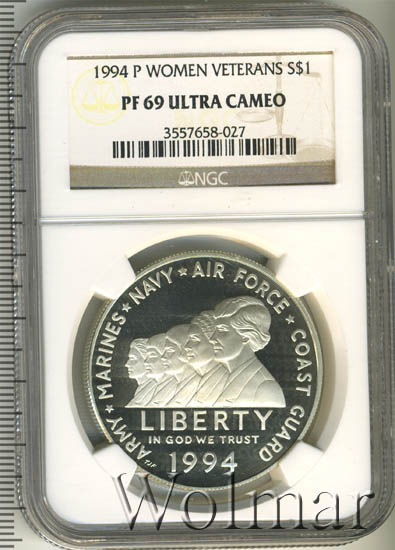 1994 P WOMEN VETERANS S$1
PF 69 ULTRA CAMEO
3557658-027
NGC
ARMY ★ MARINES ★ NAVY ★ AIR FORCE ★ COAST GUARD
LIBERTY
IN GOD WE TRUST
1994
Wolmar